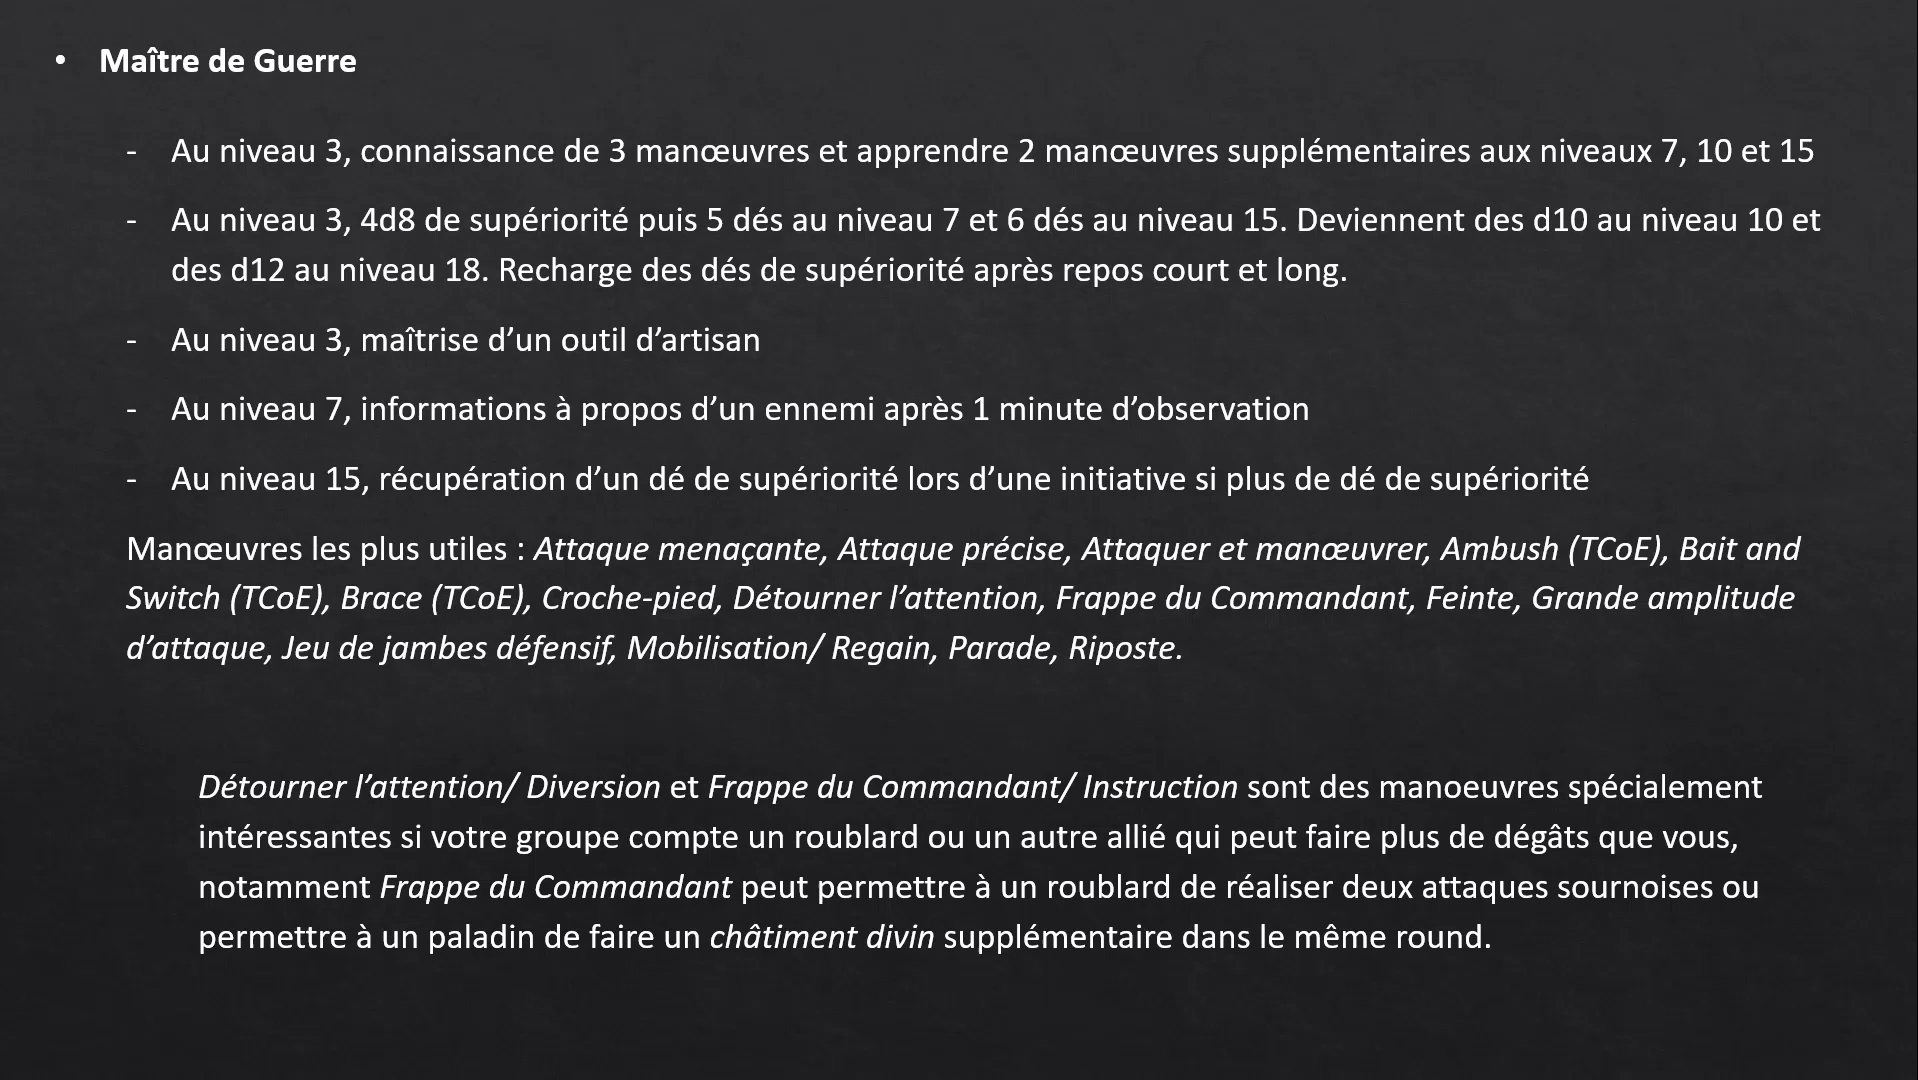 • Maître de Guerre
- Au niveau 3, connaissance de 3 manœuvres et apprendre 2 manœuvres supplémentaires aux niveaux 7, 10 et 15
- Au niveau 3, 4d8 de supériorité puis 5 dés au niveau 7 et 6 dés au niveau 15. Deviennent des d10 au niveau 10 et
des d12 au niveau 18. Recharge des dés de supériorité après repos court et long.
- Au niveau 3, maîtrise d’un outil d’artisan
- Au niveau 7, informations à propos d’un ennemi après 1 minute d’observation
- Au niveau 15, récupération d’un dé de supériorité lors d’une initiative si plus de dé de supériorité
Manœuvres les plus utiles : Attaque menaçante, Attaque précise, Attaquer et manœuvrer, Ambush (TCoE), Bait and
Switch (TCoE), Brace (TCoE), Croche-pied, Détourner l’attention, Frappe du Commandant, Feinte, Grande amplitude
d’attaque, Jeu de jambes défensif, Mobilisation/ Regain, Parade, Riposte.
Détourner l’attention/ Diversion et Frappe du Commandant/ Instruction sont des manoeuvres spécialement
intéressantes si votre groupe compte un roublard ou un autre allié qui peut faire plus de dégâts que vous,
notamment Frappe du Commandant peut permettre à un roublard de réaliser deux attaques sournoises ou
permettre à un paladin de faire un châtiment divin supplémentaire dans le même round.